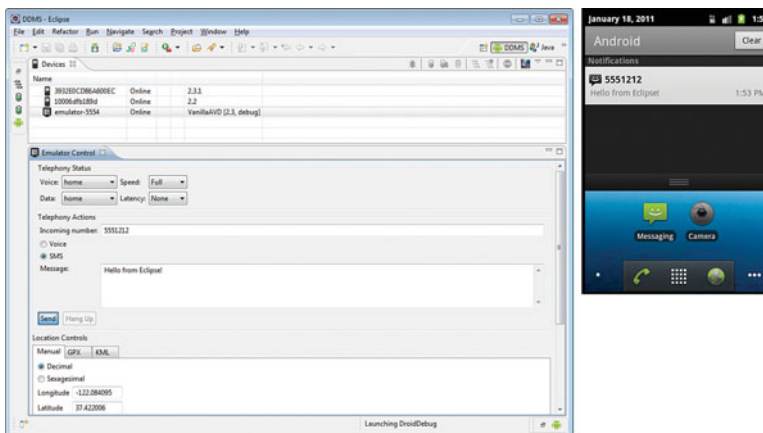 DDMS - Eclipse
File Edit Refactor Run Navigate Search Project Window Help
DDMS Java
Devices
Name
3932E0CD86A600EC Online 2.3.1
10006dfb189d Online 2.2
emulator-5554 Online VanillaAVD [2.3, debug]
Emulator Control
Telephony Status
Voice: home Speed: Full
Data: home Latency: None
Telephony Actions
Incoming number: 5551212
Voice
SMS
Message: Hello from Eclipse!
Send Hang Up
Location Controls
Manual GPX KML
Decimal
Sexagesimal
Longitude -122.084095
Latitude 37.422006
Launching DroidDebug
January 18, 2011
Android Clear
Notifications
5551212
Hello from Eclipse! 1:53 PM
Messaging Camera